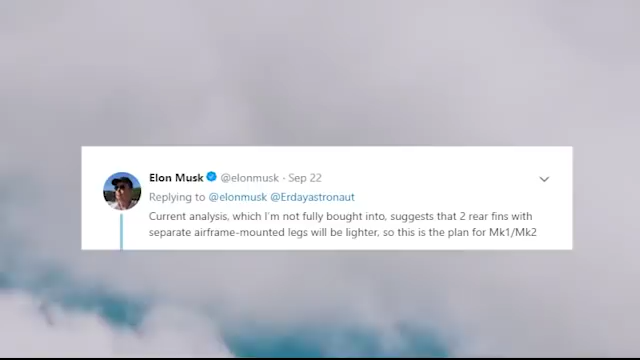 Elon Musk @elonmusk · Sep 22
Replying to @elonmusk @Erdayastronaut
Current analysis, which I'm not fully bought into, suggests that 2 rear fins with
separate airframe-mounted legs will be lighter, so this is the plan for Mk1/Mk2